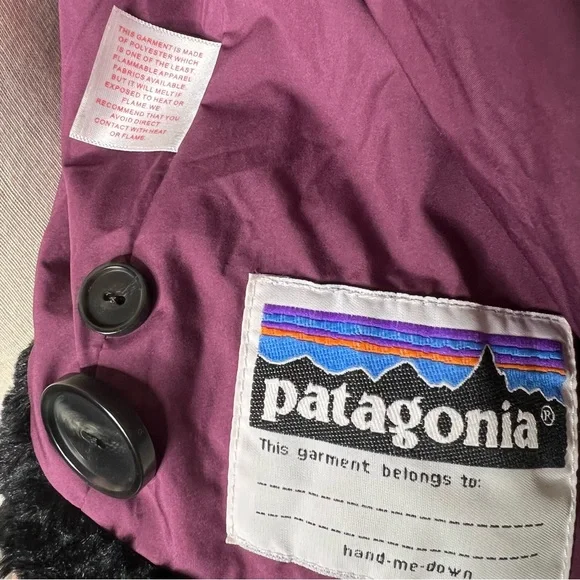 THIS GARMENT IS MADE
OF POLYESTER WHICH
IS ONE OF THE LEAST
FLAMMABLE APPAREL
FABRICS AVAILABLE.
BUT IT WILL MELT IF
EXPOSED TO HEAT OR
FLAME.WE
RECOMMEND THAT YOU
AVOID DIRECT
CONTACT WITH HEAT
OR FLAME.
patagonia®
This garment belongs to:
hand-me-down